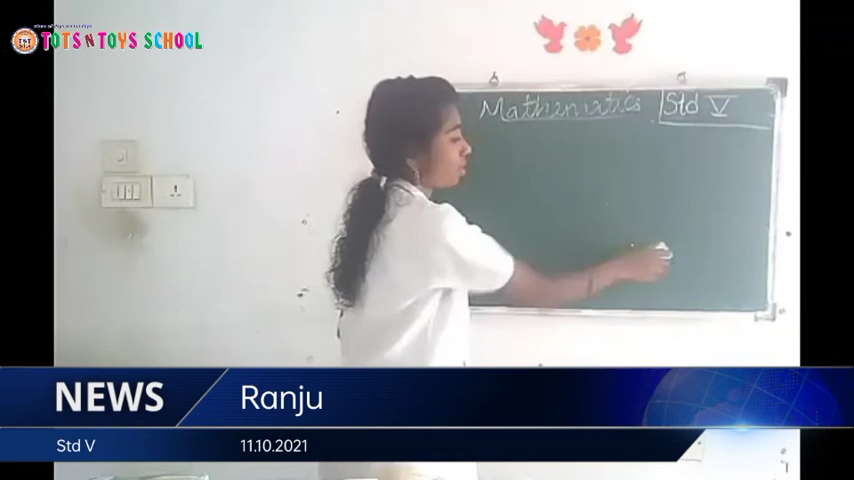 TOTS N TOYS SCHOOL
Mathematics Std V
NEWS Ranju
Std V 11.10.2021